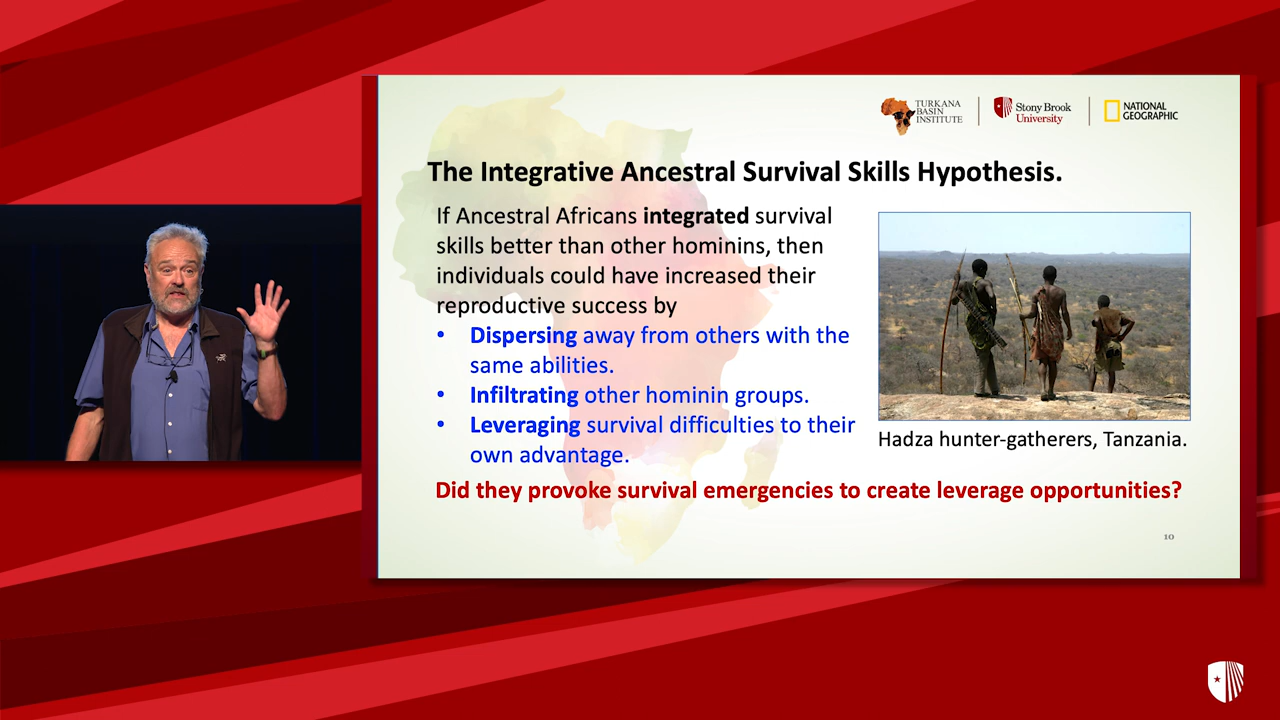 TURKANA
BASIN
INSTITUTE
Stony Brook
University
NATIONAL
GEOGRAPHIC
The Integrative Ancestral Survival Skills Hypothesis.
If Ancestral Africans integrated survival
skills better than other hominins, then
individuals could have increased their
reproductive success by
• Dispersing away from others with the
same abilities.
• Infiltrating other hominin groups.
• Leveraging survival difficulties to their
own advantage.
Hadza hunter-gatherers, Tanzania.
Did they provoke survival emergencies to create leverage opportunities?
10